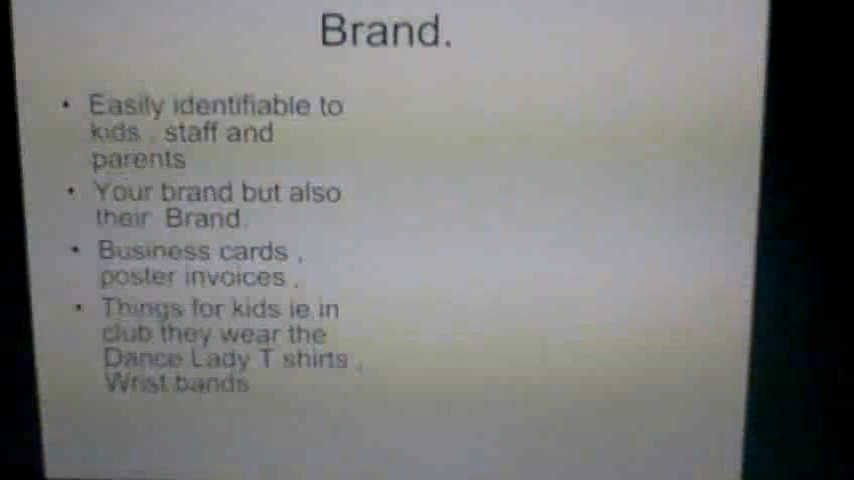 Brand.
• Easily identifiable to
kids , staff and
parents
• Your brand but also
their Brand.
• Business cards ,
poster invoices ,
• Things for kids ie in
club they wear the
Dance Lady T shirts ,
Wrist bands